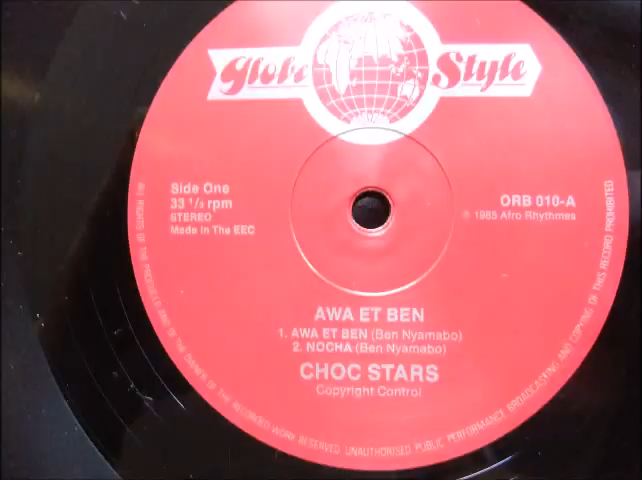 Globe Style
Side One
33 1/3 rpm
STEREO
Made In The EEC
ORB 010-A
℗ 1985 Afro Rhythmes
AWA ET BEN
1. AWA ET BEN (Ben Nyamabo)
2. NOCHA (Ben Nyamabo)
CHOC STARS
Copyright Control
ALL RIGHTS OF THE PRODUCER AND OF THE OWNER OF THE RECORDED WORK RESERVED. UNAUTHORISED PUBLIC PERFORMANCE BROADCASTING AND COPYING OF THIS RECORD PROHIBITED